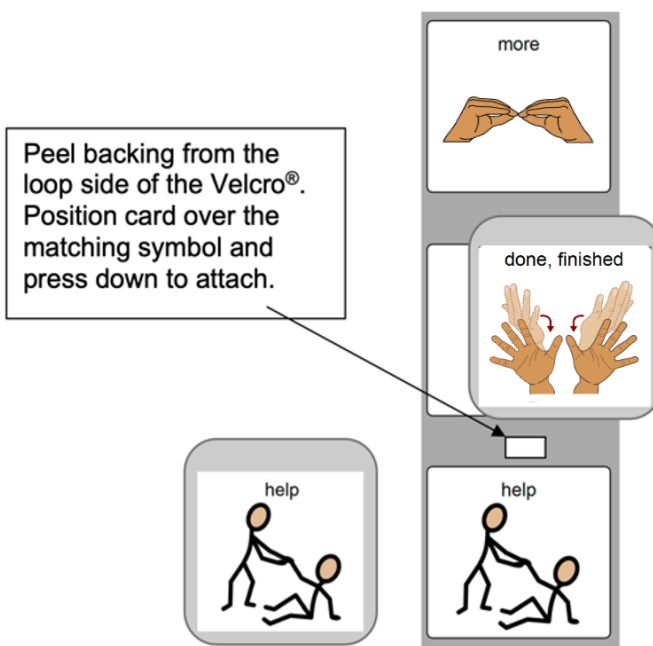 more
Peel backing from the
loop side of the Velcro®.
Position card over the
matching symbol and
press down to attach.
done, finished
help
help